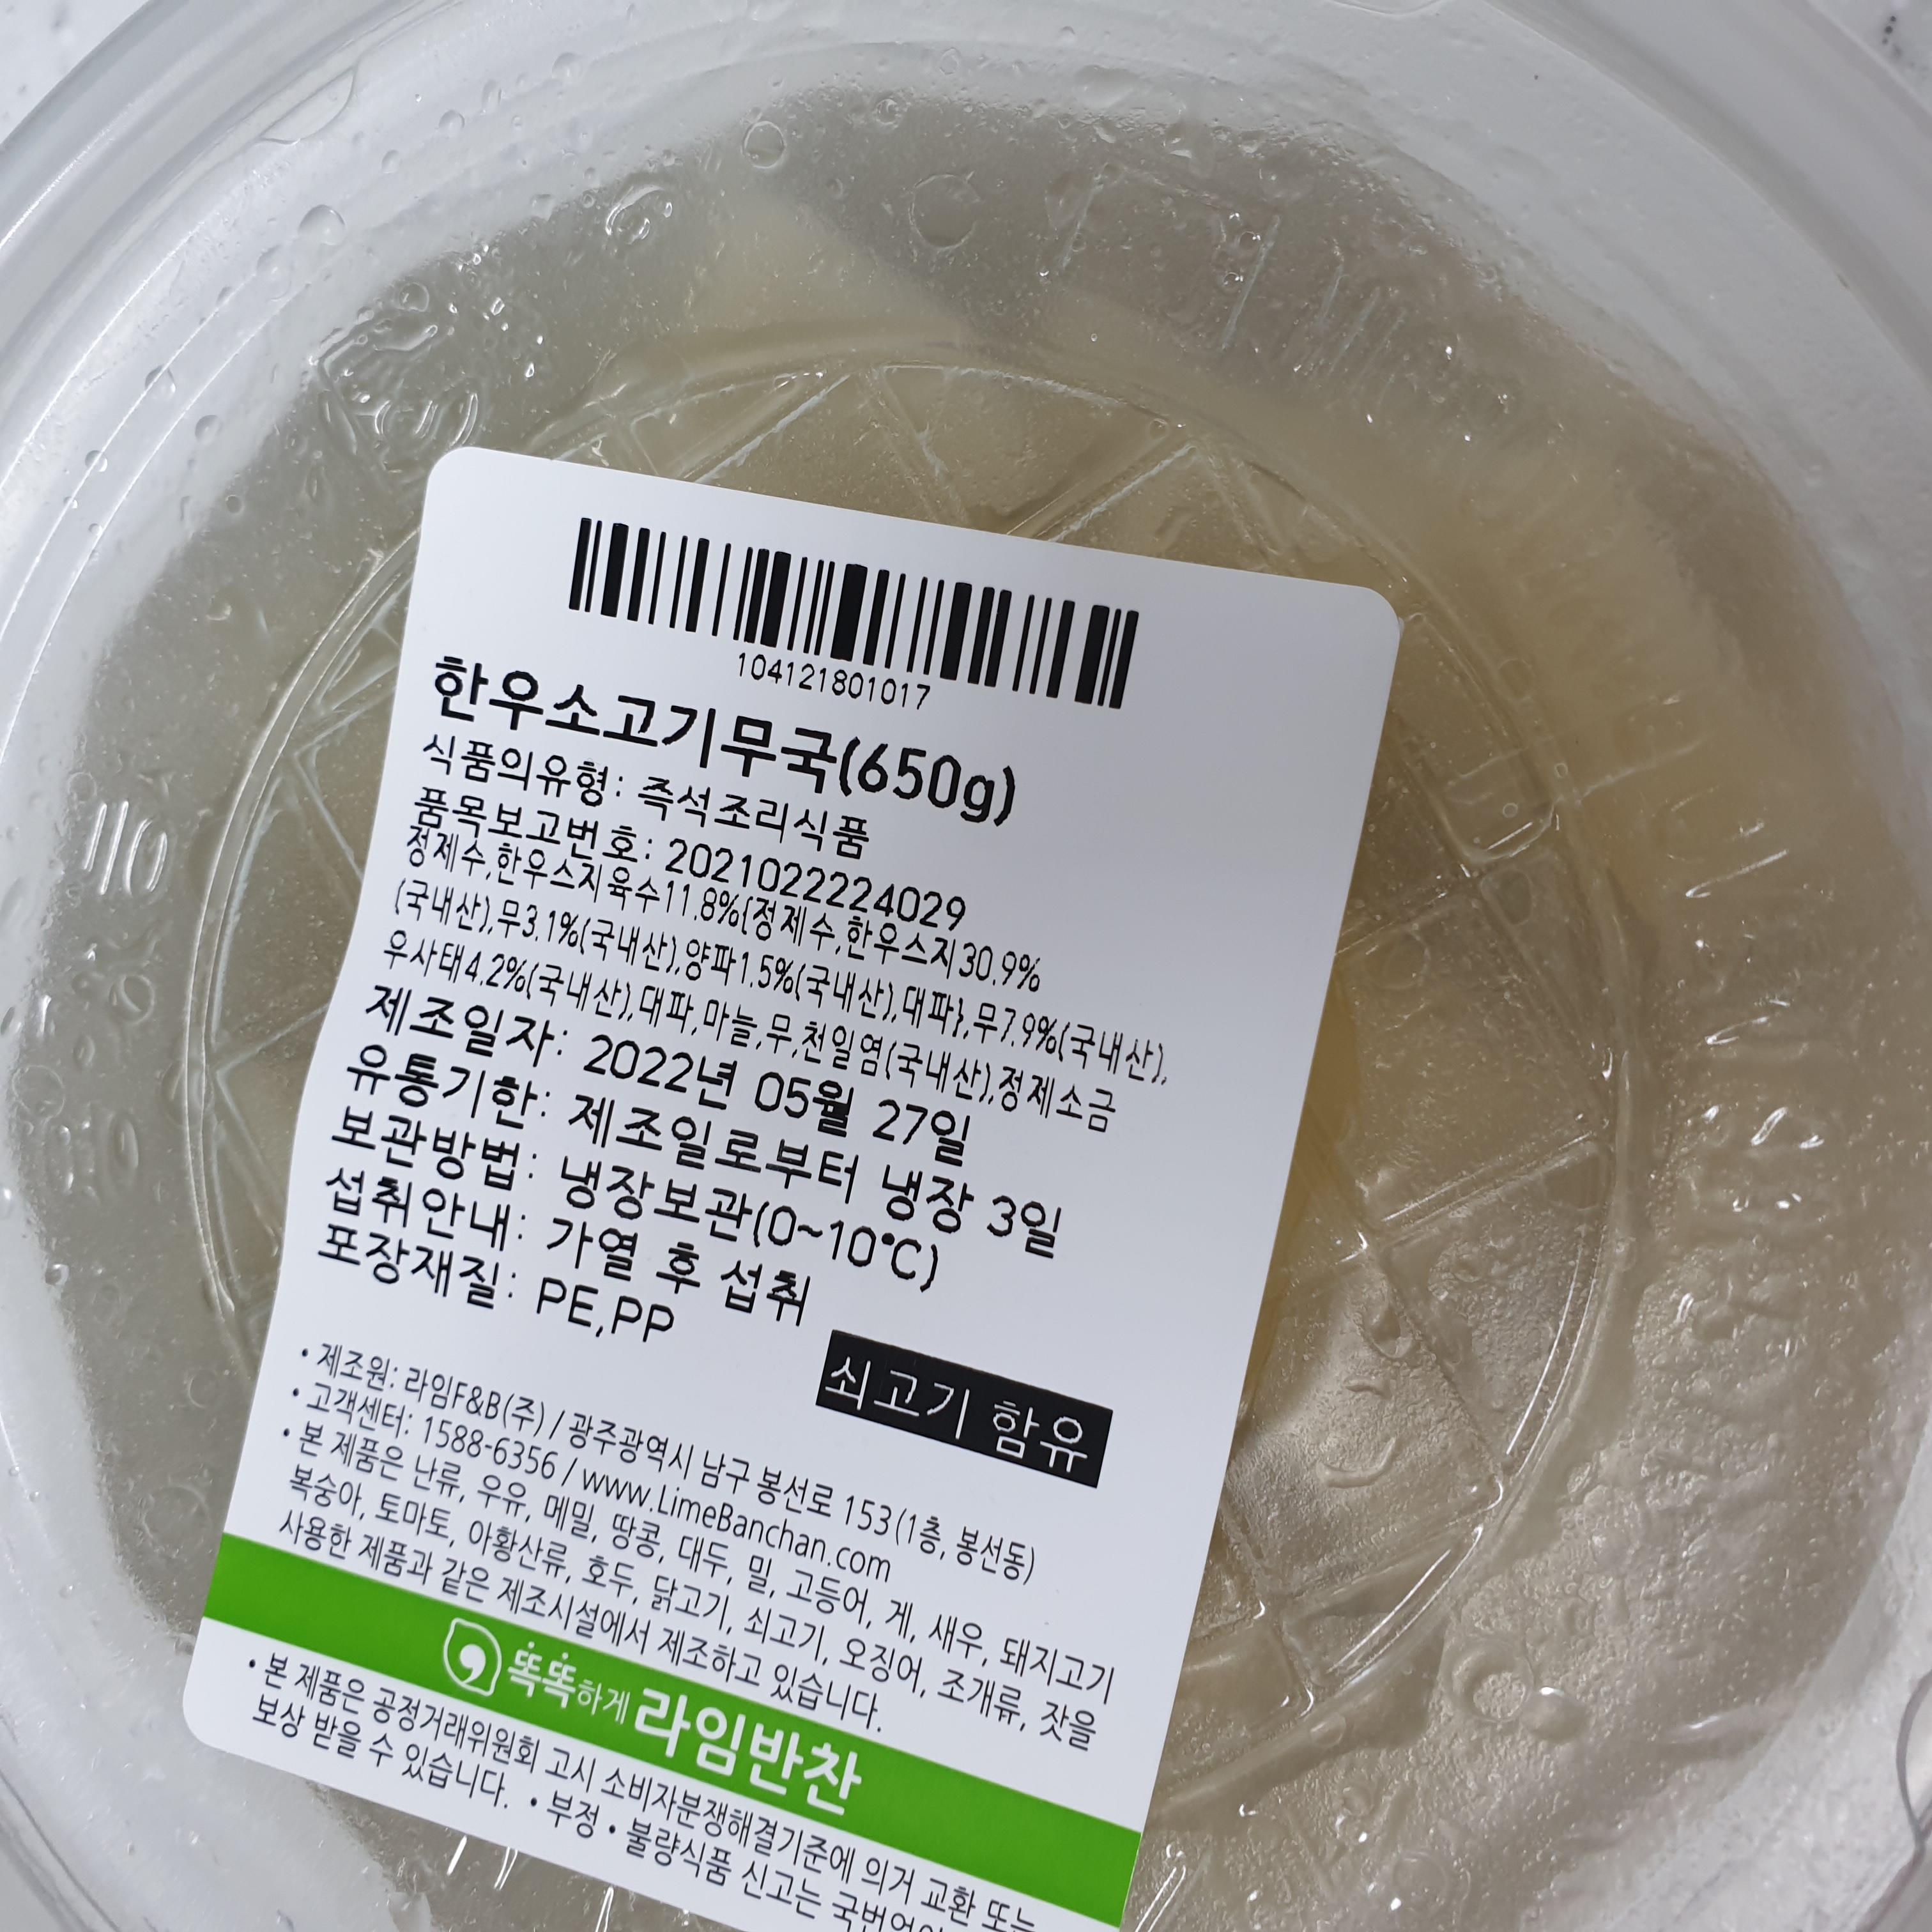 104121801017
한우소고기무국(650g)
식품의유형: 즉석조리식품
품목보고번호: 2021022224029
정제수,한우스지육수11.8%{정제수,한우스지30.9%
(국내산),무3.1%(국내산),양파1.5%(국내산),대파},무7.9%(국내산),
우사태4.2%(국내산),대파,마늘,무,천일염(국내산),정제소금
제조일자: 2022년 05월 27일
유통기한: 제조일로부터 냉장 3일
보관방법: 냉장보관(0~10℃)
섭취안내: 가열 후 섭취
포장재질: PE,PP
쇠고기 함유
• 제조원: 라임F&B(주) / 광주광역시 남구 봉선로 153(1층, 봉선동)
• 고객센터: 1588-6356 / www.LimeBanchan.com
• 본 제품은 난류, 우유, 메밀, 땅콩, 대두, 밀, 고등어, 게, 새우, 돼지고기
복숭아, 토마토, 아황산류, 호두, 닭고기, 쇠고기, 오징어, 조개류, 잣을
사용한 제품과 같은 제조시설에서 제조하고 있습니다.
똑똑하게 라임반찬
• 본 제품은 공정거래위원회 고시 소비자분쟁해결기준에 의거 교환 또는
보상 받을 수 있습니다. • 부정 • 불량식품 신고는